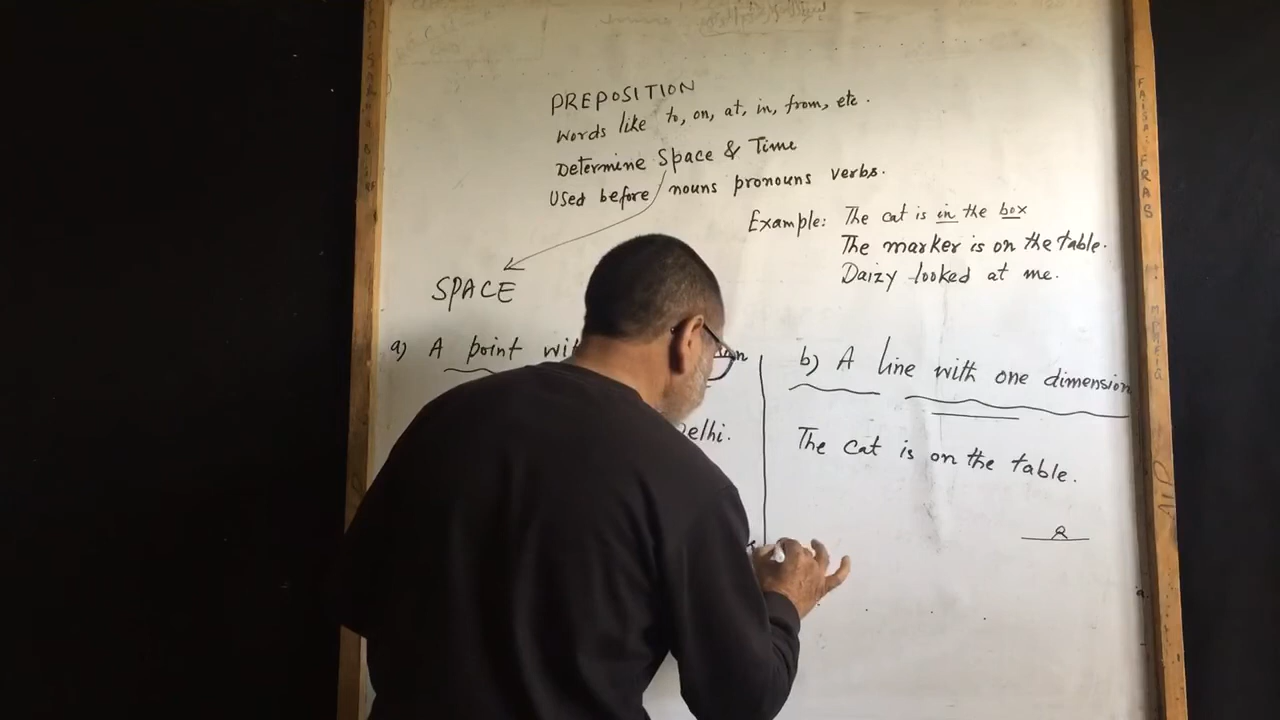 PREPOSITION
Words like to, on, at, in, from, etc.
Determine Space & Time
Used before nouns pronouns verbs.
Example: The cat is in the box
The marker is on the table.
Daizy looked at me.
SPACE
a) A point
b) A line with one dimension
The cat is on the table.